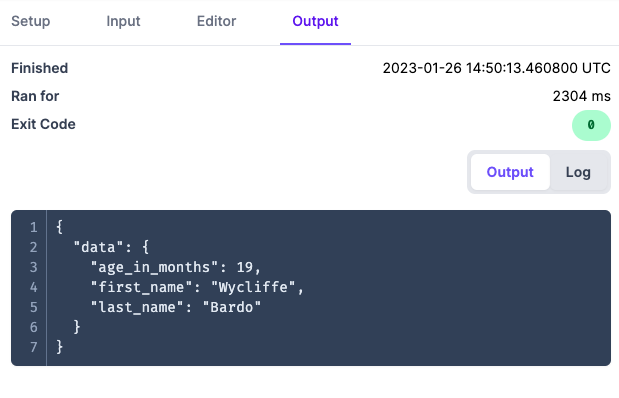 Setup Input Editor Output
Finished 2023-01-26 14:50:13.460800 UTC
Ran for 2304 ms
Exit Code 0
Output Log
1 {
2   "data": {
3     "age_in_months": 19,
4     "first_name": "Wycliffe",
5     "last_name": "Bardo"
6   }
7 }